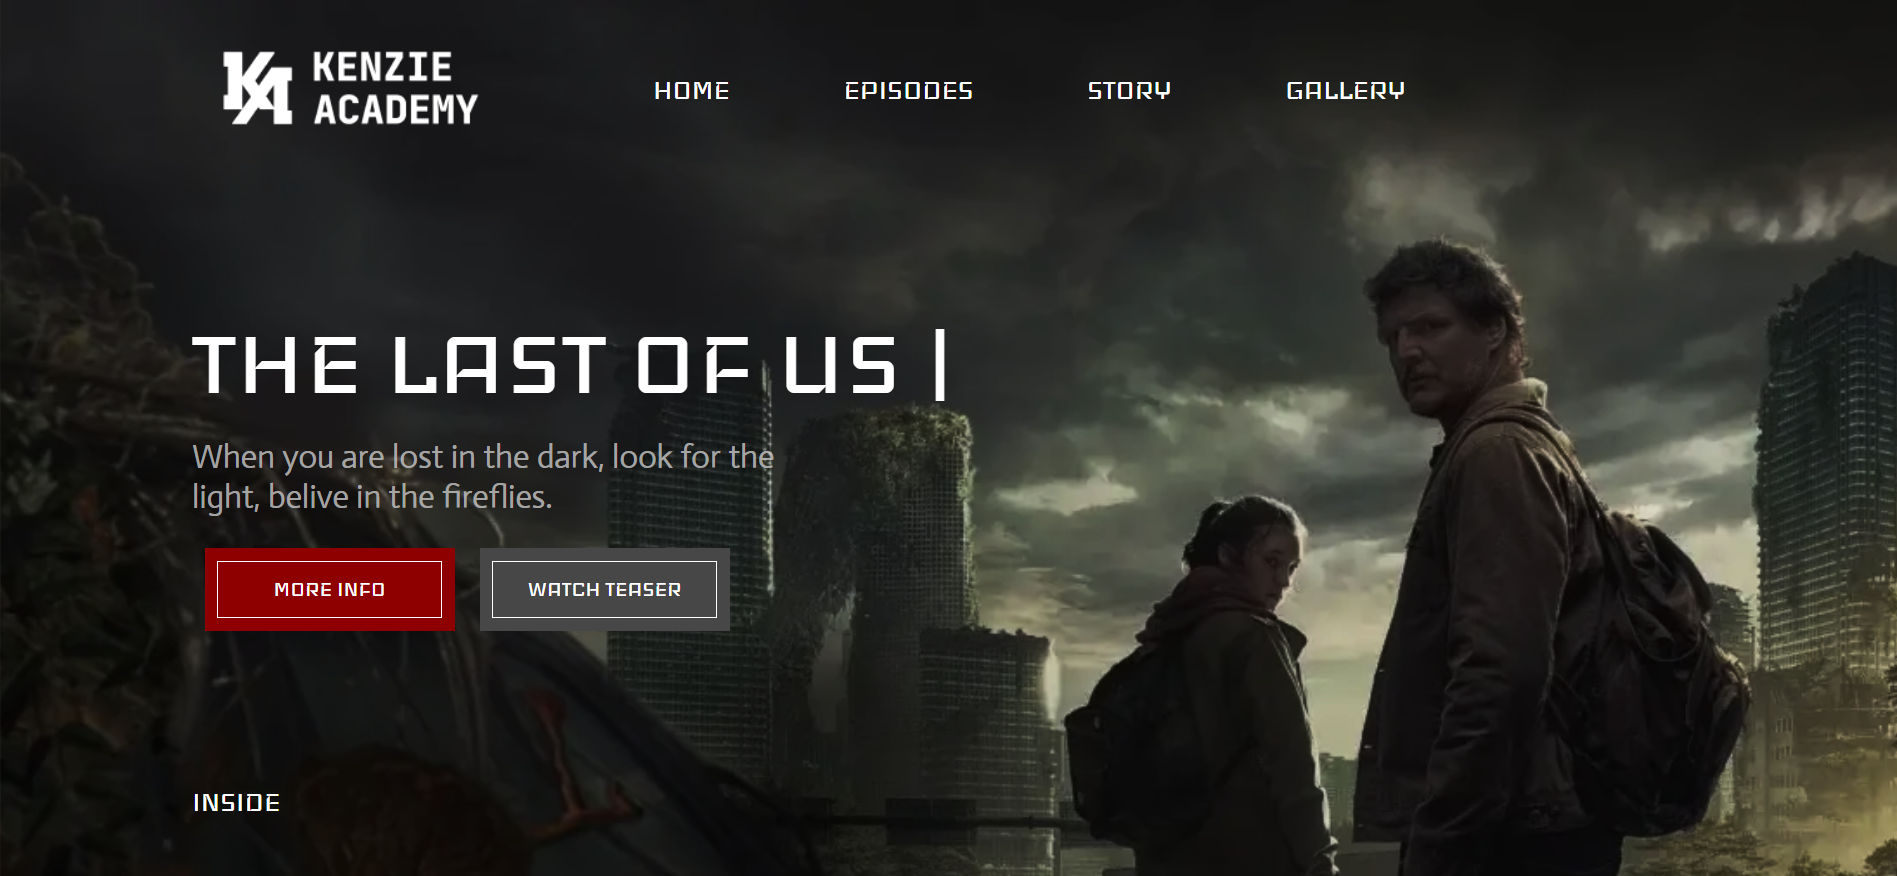 KENZIE
ACADEMY
HOME EPISODES STORY GALLERY
THE LAST OF US |
When you are lost in the dark, look for the
light, belive in the fireflies.
MORE INFO WATCH TEASER
INSIDE